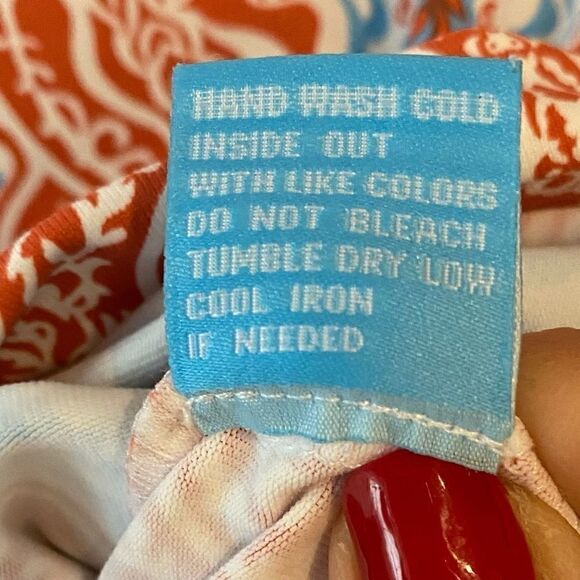 HAND WASH COLD
INSIDE OUT
WITH LIKE COLORS
DO NOT BLEACH
TUMBLE DRY LOW
COOL IRON
IF NEEDED